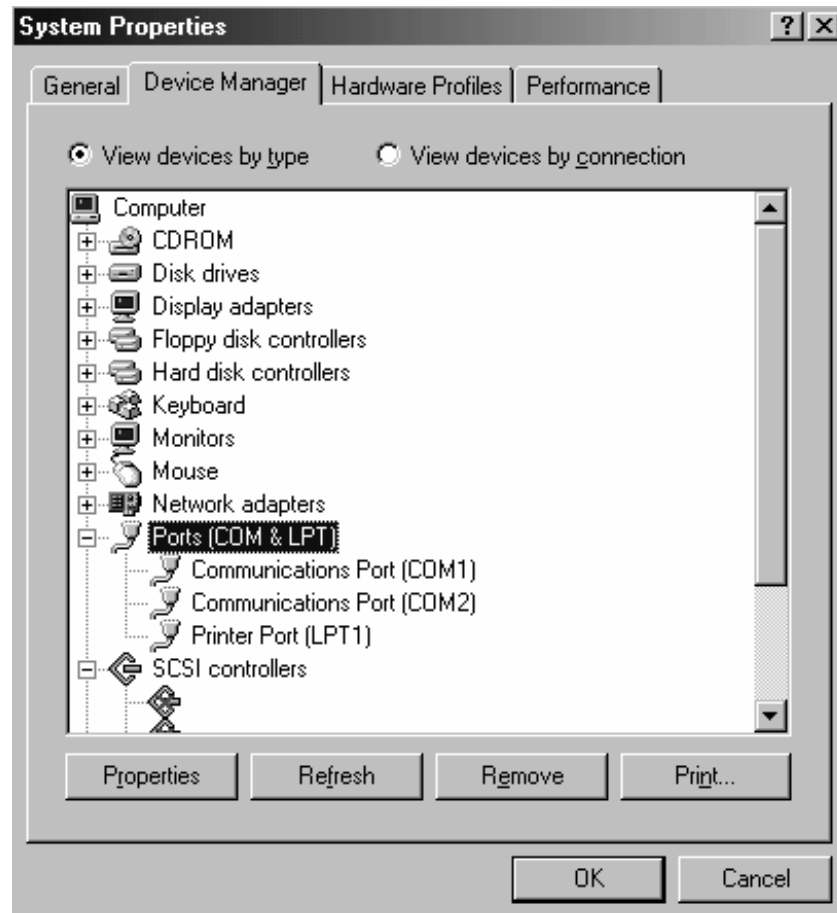 System Properties
General Device Manager Hardware Profiles Performance
View devices by type View devices by connection
Computer
CDROM
Disk drives
Display adapters
Floppy disk controllers
Hard disk controllers
Keyboard
Monitors
Mouse
Network adapters
Ports (COM & LPT)
Communications Port (COM1)
Communications Port (COM2)
Printer Port (LPT1)
SCSI controllers
Properties Refresh Remove Print...
OK Cancel